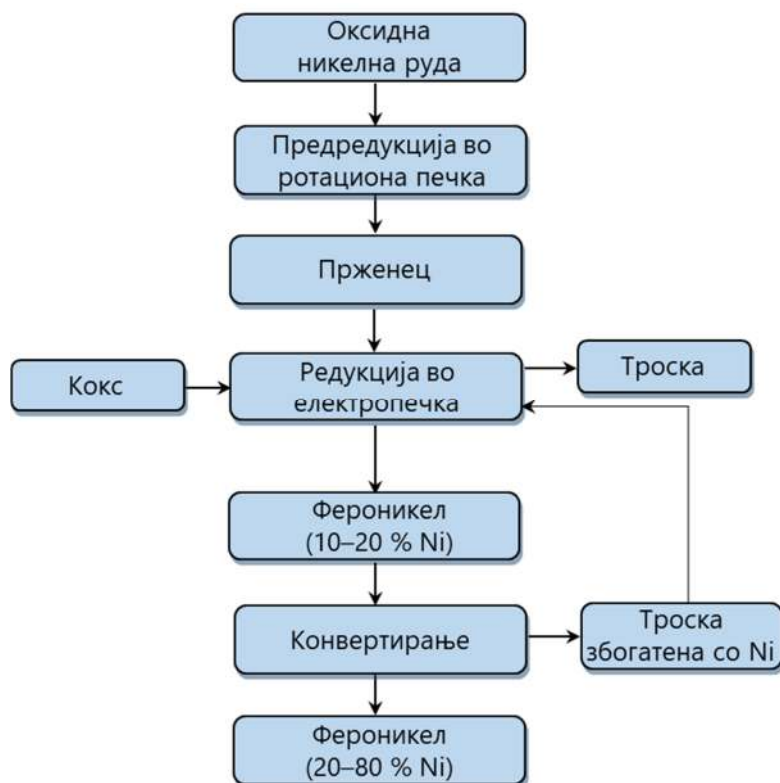 Оксидна
никелна руда
Предредукција во
ротациона печка
Прженец
Кокс
Редукција во
електропечка
Троска
Фероникел
(10–20 % Ni)
Конвертирање
Троска
збогатена со Ni
Фероникел
(20–80 % Ni)